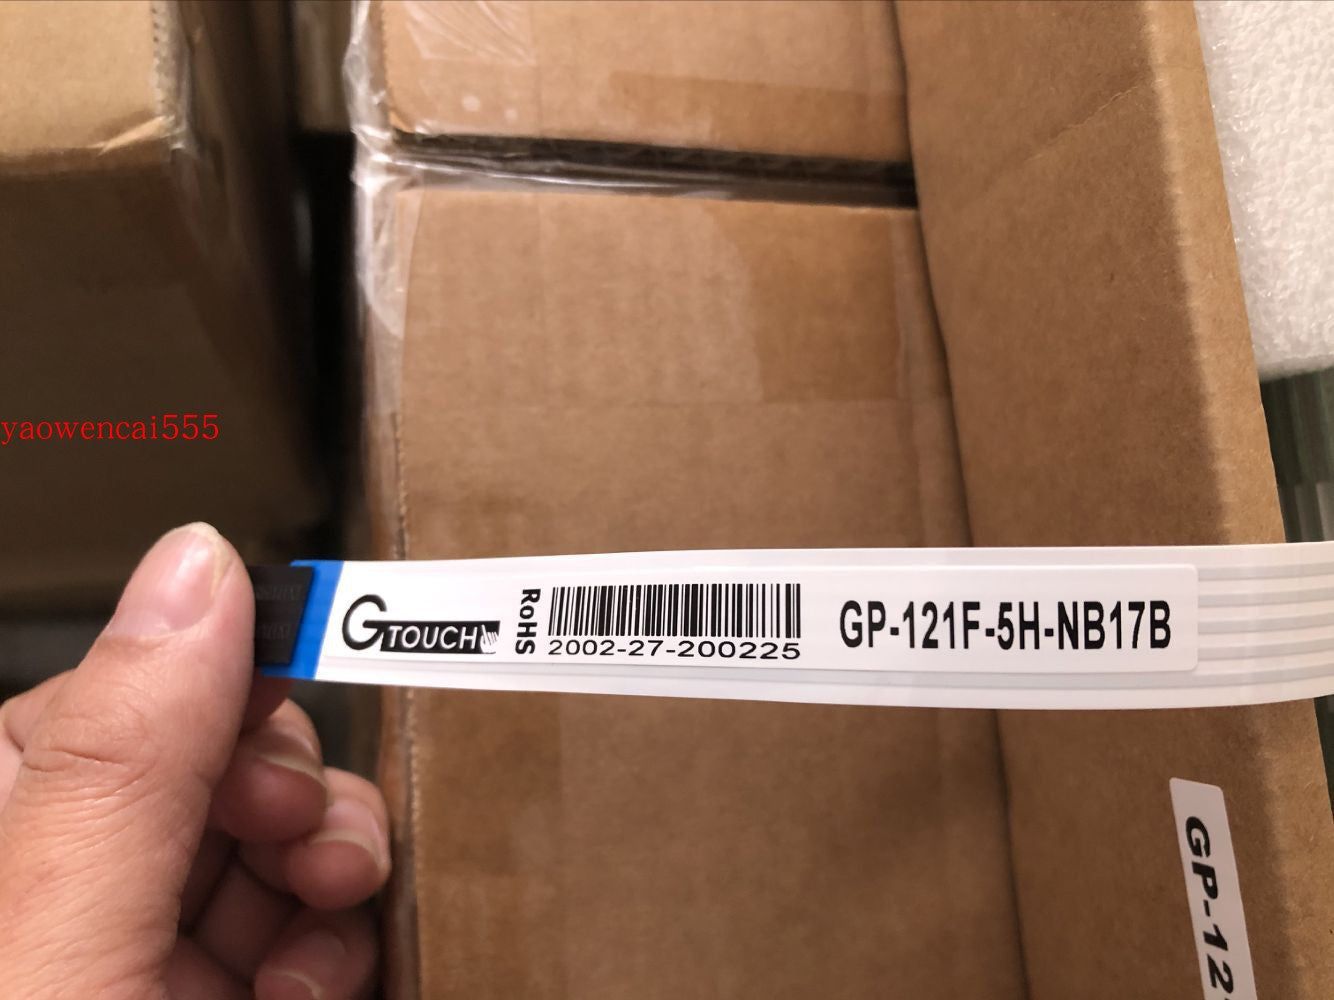 yaowencai555
GTOUCH
RoHS
2002-27-200225
GP-121F-5H-NB17B
GP-12